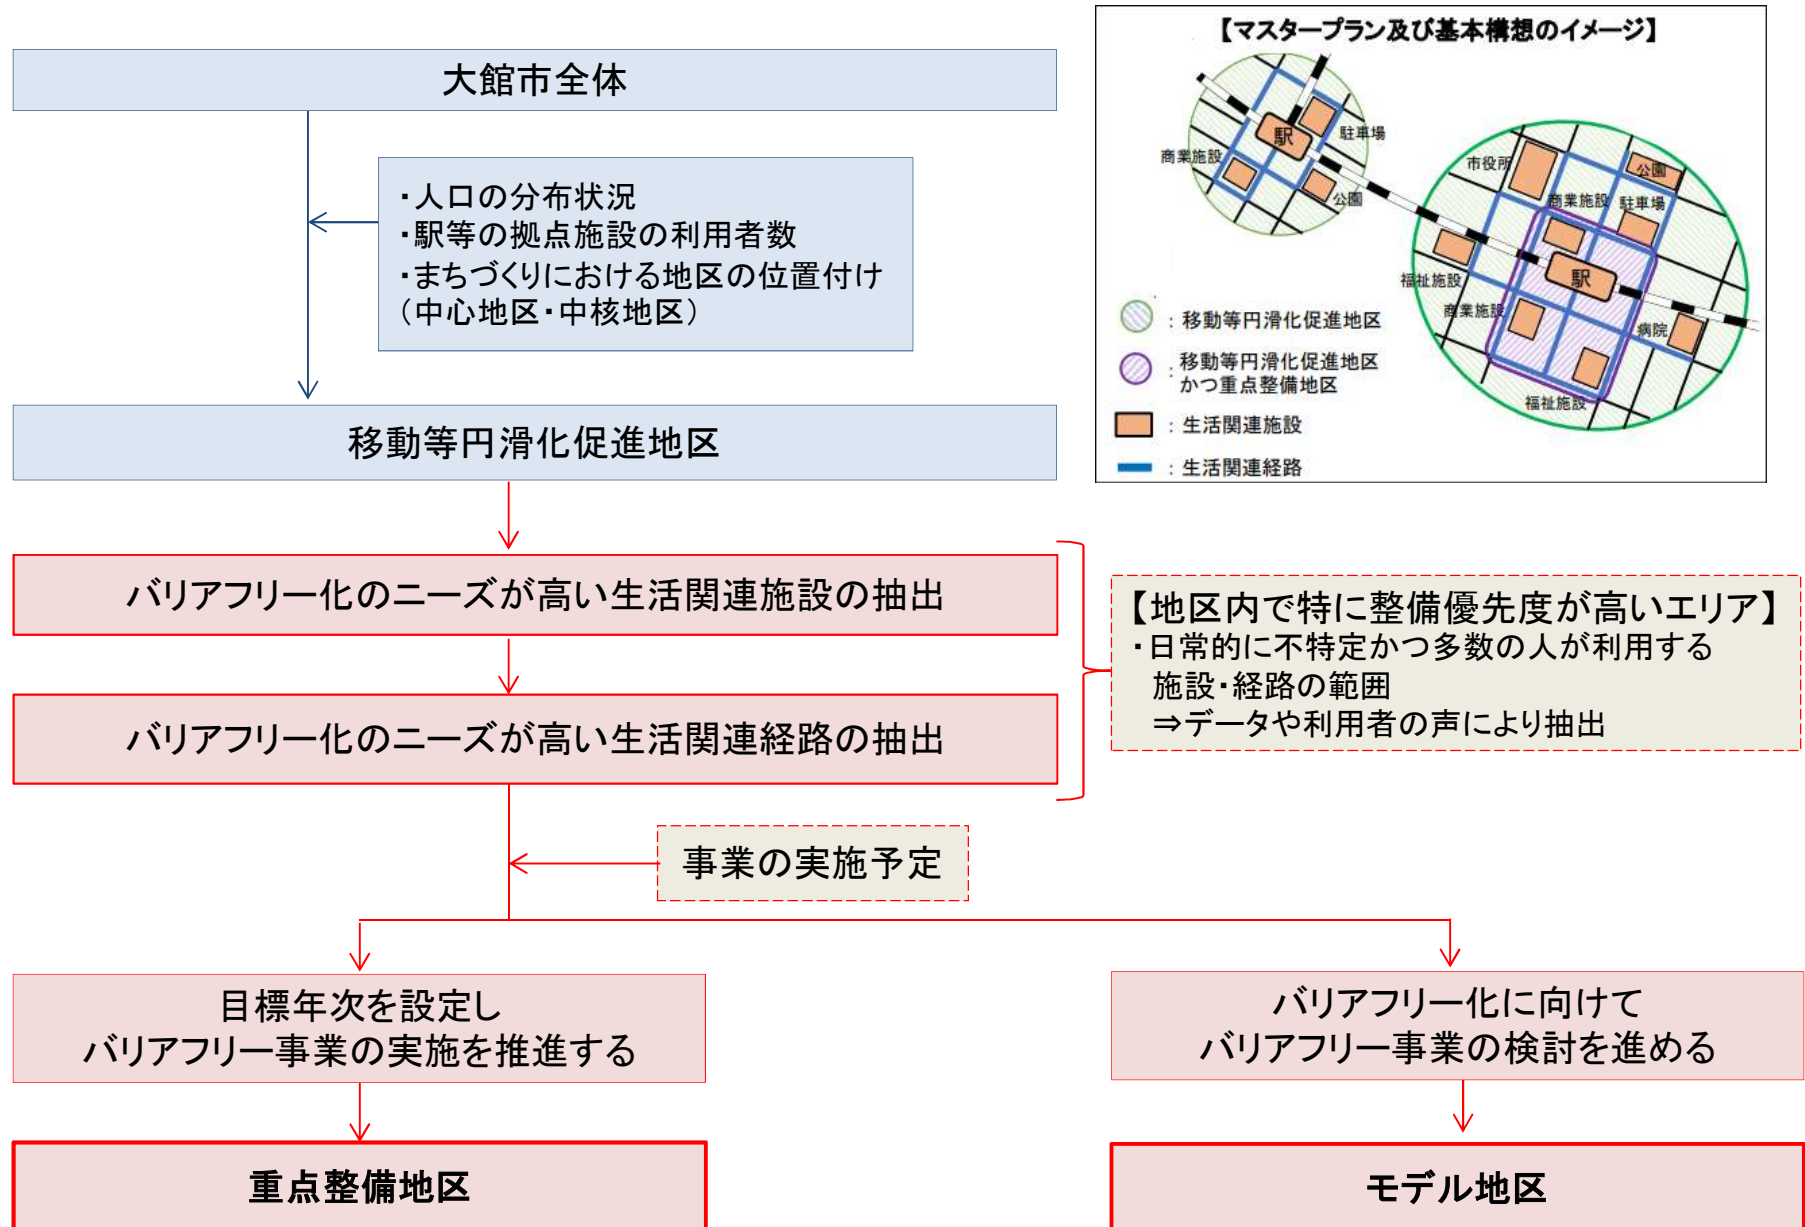 大館市全体
・人口の分布状況
・駅等の拠点施設の利用者数
・まちづくりにおける地区の位置付け
（中心地区・中核地区）
移動等円滑化促進地区
バリアフリー化のニーズが高い生活関連施設の抽出
バリアフリー化のニーズが高い生活関連経路の抽出
【地区内で特に整備優先度が高いエリア】
・日常的に不特定かつ多数の人が利用する
施設・経路の範囲
⇒データや利用者の声により抽出
事業の実施予定
目標年次を設定し
バリアフリー事業の実施を推進する
バリアフリー化に向けて
バリアフリー事業の検討を進める
重点整備地区
モデル地区
【マスタープラン及び基本構想のイメージ】
駅
駐車場
商業施設
公園
市役所
公園
商業施設
駐車場
福祉施設
駅
商業施設
病院
福祉施設
：移動等円滑化促進地区
：移動等円滑化促進地区
かつ重点整備地区
：生活関連施設
：生活関連経路